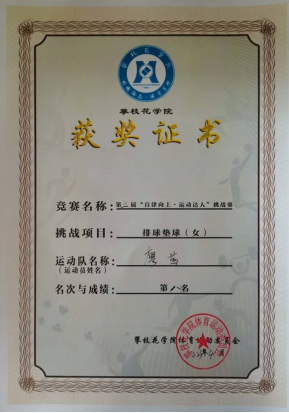 攀枝花学院
获奖证书
竞赛名称：第三届“自律向上·运动达人”挑战赛
挑战项目：排球垫球（女）
运动队名称：
（运动员姓名）
名次与成绩：第八名
攀枝花学院体育运动委员会